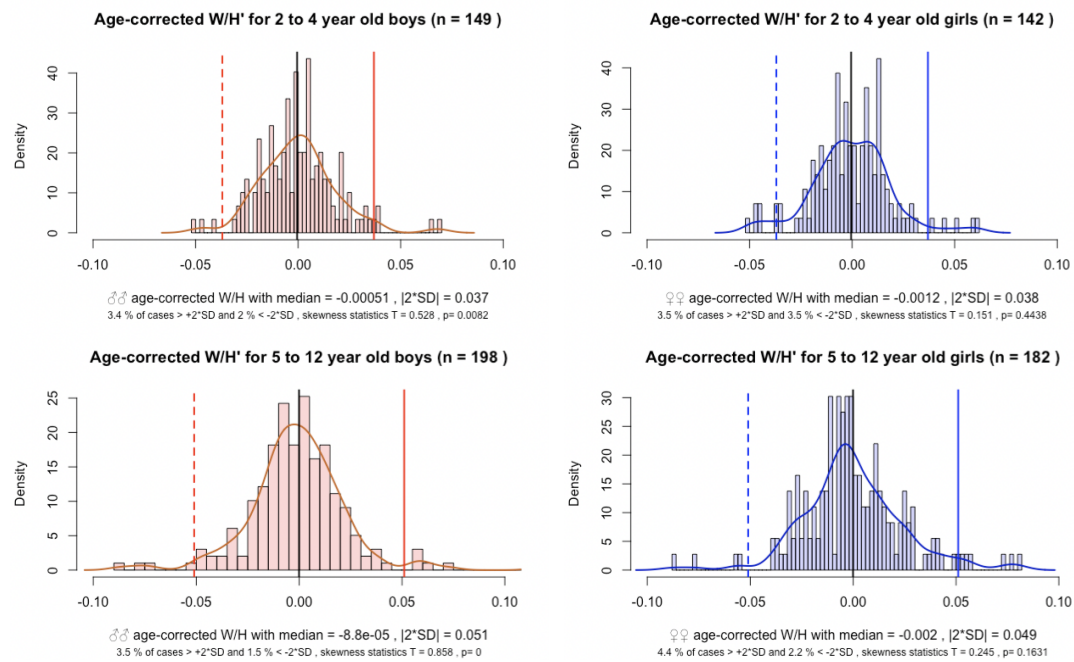 Age-corrected W/H' for 2 to 4 year old boys (n = 149 )
Density
0
10
20
30
40
-0.10
-0.05
0.00
0.05
0.10
♂♂ age-corrected W/H with median = -0.00051 , |2*SD| = 0.037
3.4 % of cases > +2*SD and 2 % < -2*SD , skewness statistics T = 0.528 , p= 0.0082
Age-corrected W/H' for 2 to 4 year old girls (n = 142 )
Density
0
10
20
30
40
-0.10
-0.05
0.00
0.05
0.10
♀♀ age-corrected W/H with median = -0.0012 , |2*SD| = 0.038
3.5 % of cases > +2*SD and 3.5 % < -2*SD , skewness statistics T = 0.151 , p= 0.4438
Age-corrected W/H' for 5 to 12 year old boys (n = 198 )
Density
0
5
10
15
20
25
-0.10
-0.05
0.00
0.05
0.10
♂♂ age-corrected W/H with median = -8.8e-05 , |2*SD| = 0.051
3.5 % of cases > +2*SD and 1.5 % < -2*SD , skewness statistics T = 0.858 , p= 0
Age-corrected W/H' for 5 to 12 year old girls (n = 182 )
Density
0
5
10
15
20
25
30
-0.10
-0.05
0.00
0.05
0.10
♀♀ age-corrected W/H with median = -0.002 , |2*SD| = 0.049
4.4 % of cases > +2*SD and 2.2 % < -2*SD , skewness statistics T = 0.245 , p= 0.1631